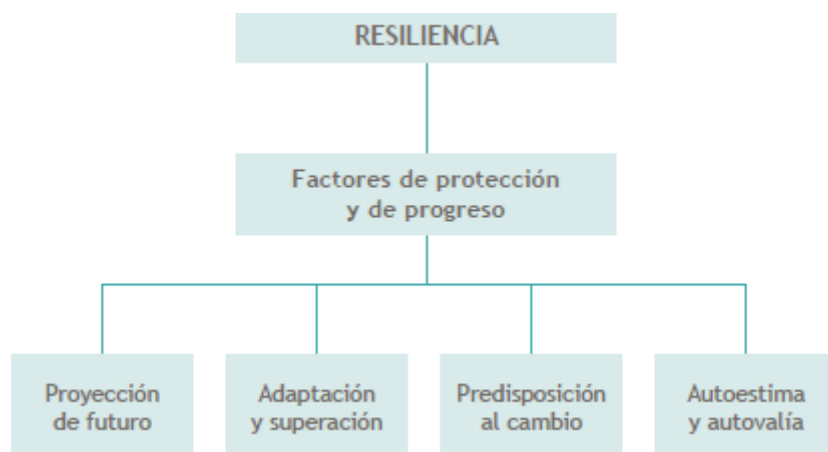 RESILIENCIA
Factores de protección
y de progreso
Proyección
de futuro
Adaptación
y superación
Predisposición
al cambio
Autoestima
y autovalía